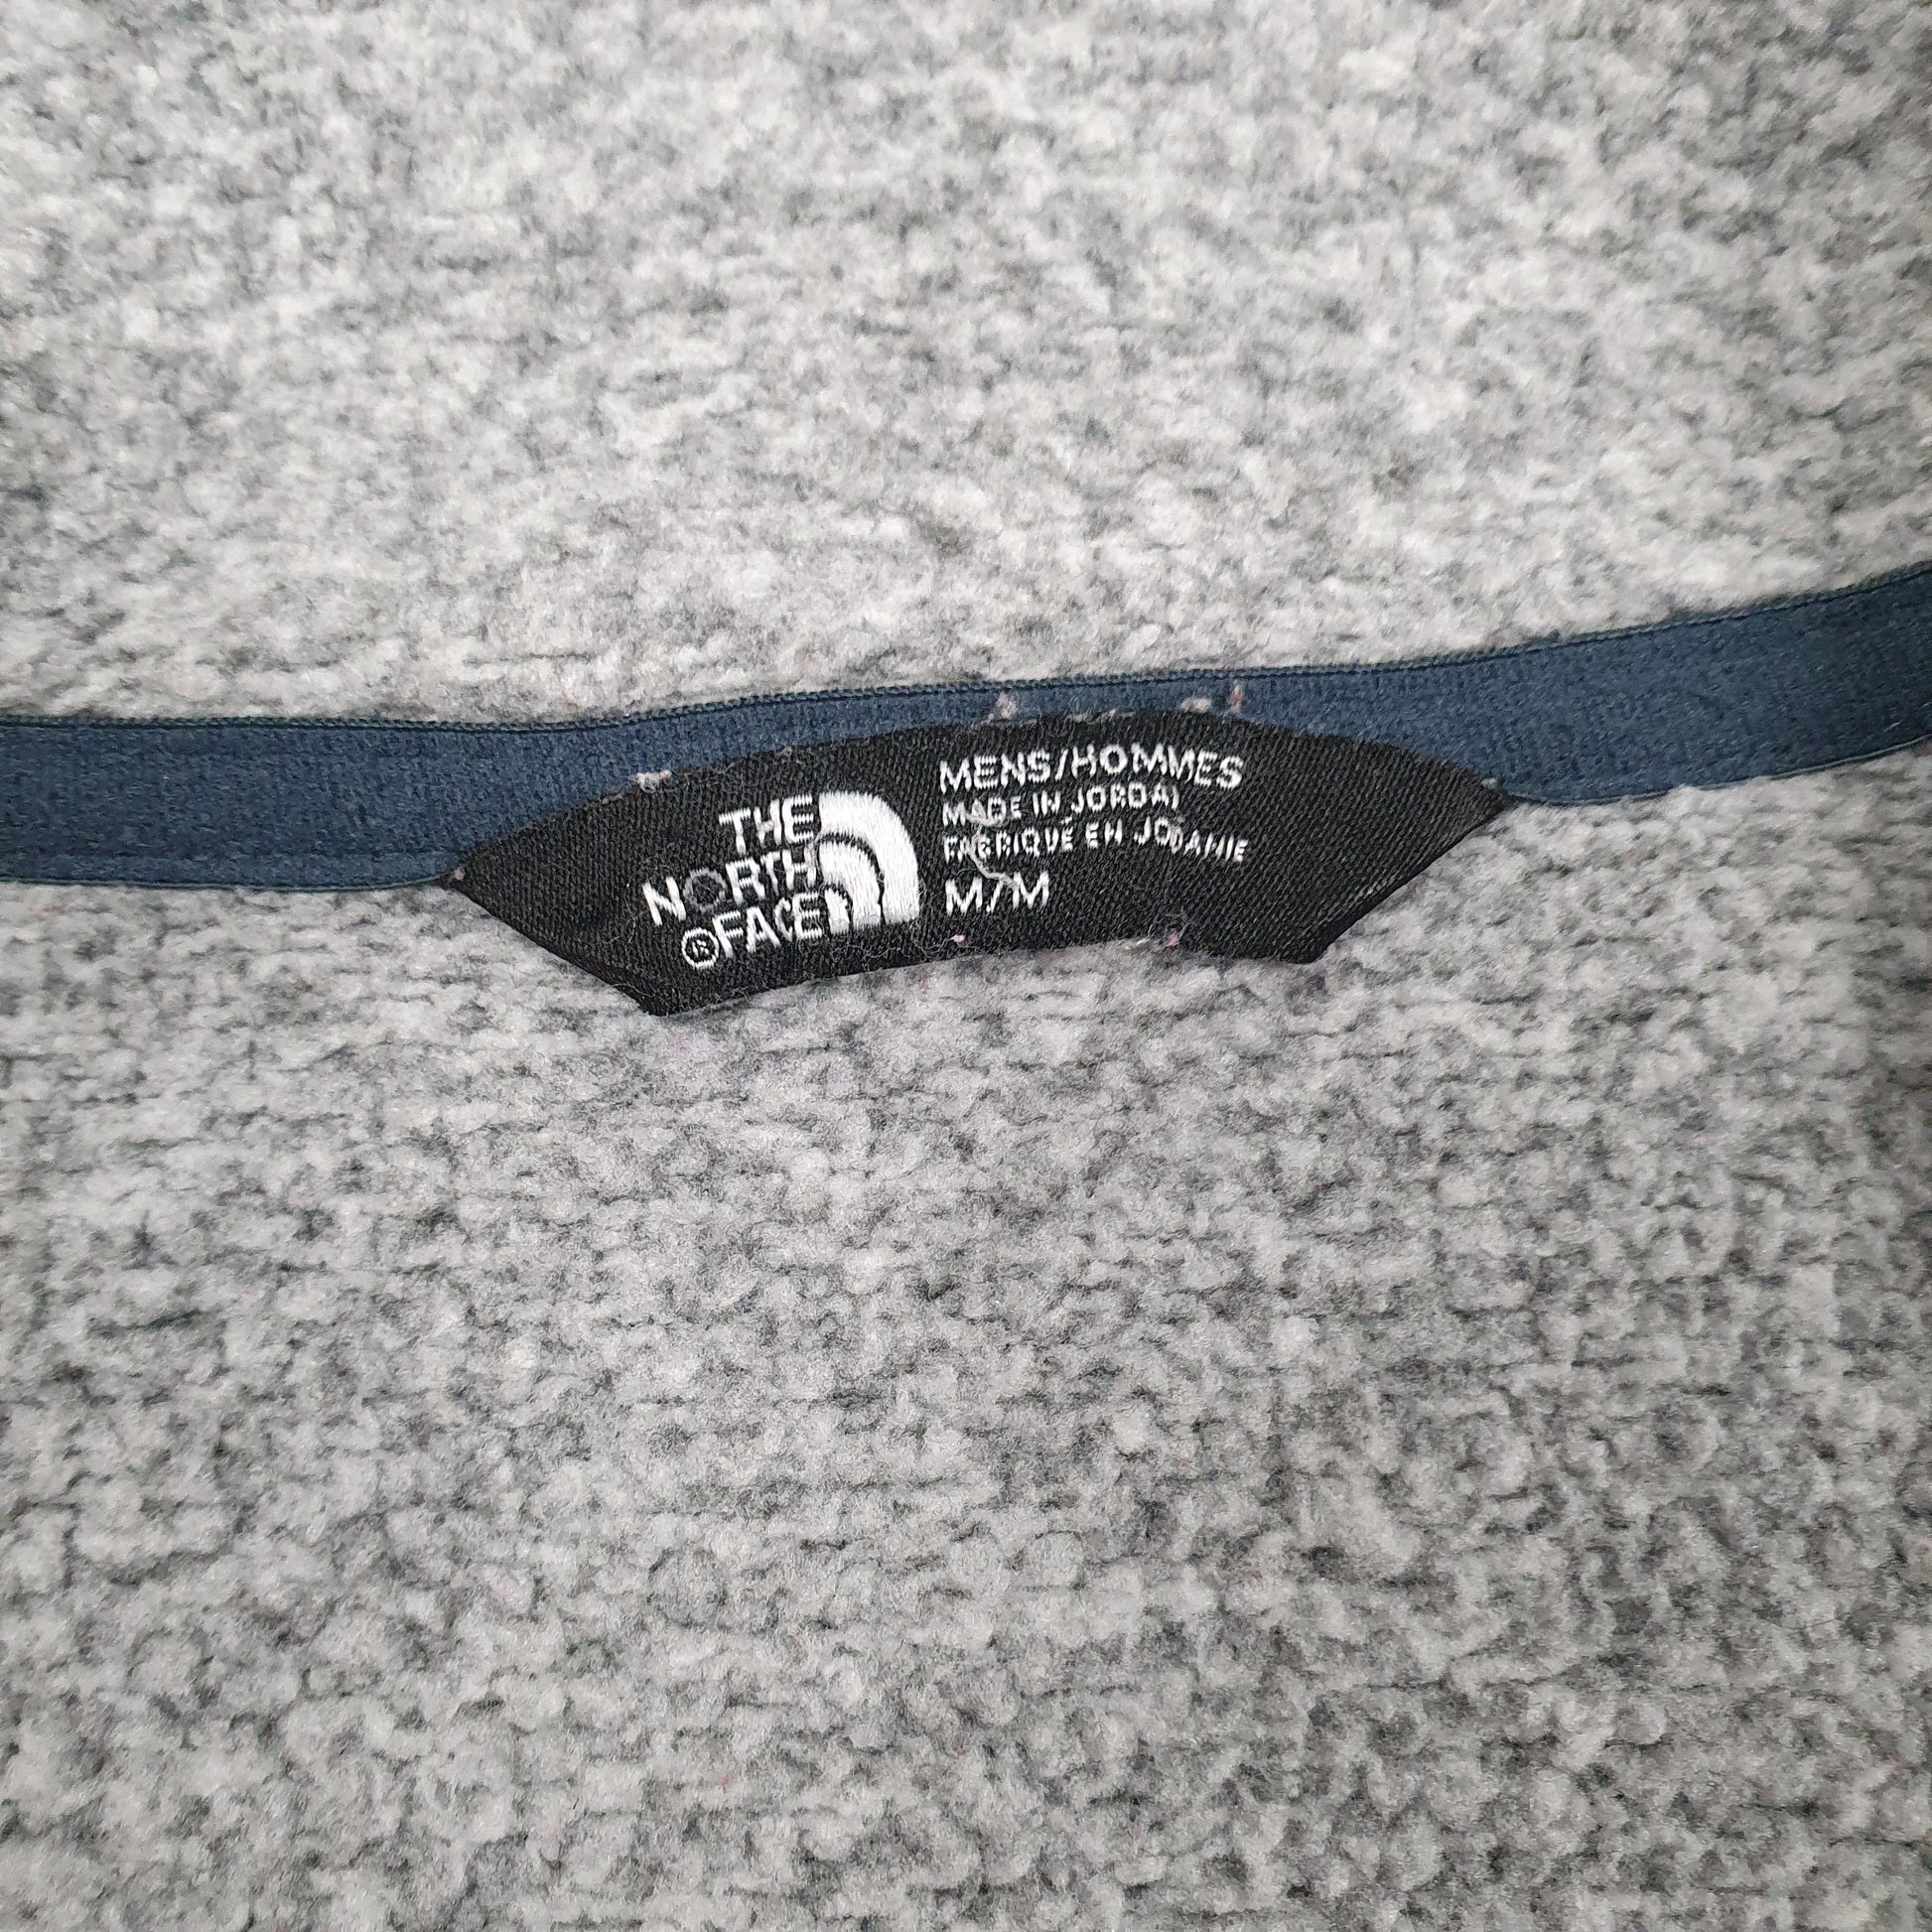 THE
NORTH
®FACE
MENS/HOMMES
MADE IN JORDAN
FABRIQUÉ EN JORDANIE
M/M